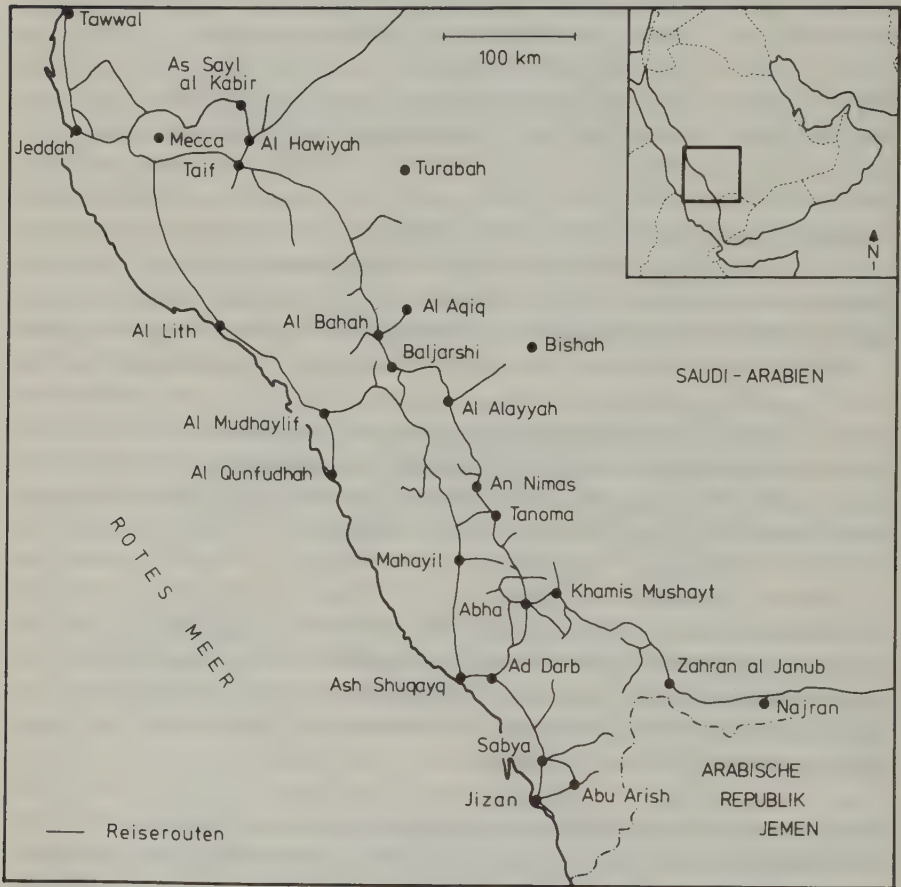 Tawwal
As Sayl
al Kabir
100 km
Jeddah
Mecca
Al Hawiyah
Taif
Turabah
N
Al Lith
Al Bahah
Al Aqiq
Baljarshi
Bishah
SAUDI-ARABIEN
Al Mudhaylif
Al Alayyah
Al Qunfudhah
An Nimas
Tanoma
ROTES MEER
Mahayil
Khamis Mushayt
Abha
Ash Shuqayq
Ad Darb
Zahran al Janub
Najran
Sabya
ARABISCHE
REPUBLIK
JEMEN
Jizan
Abu Arish
Reiserouten